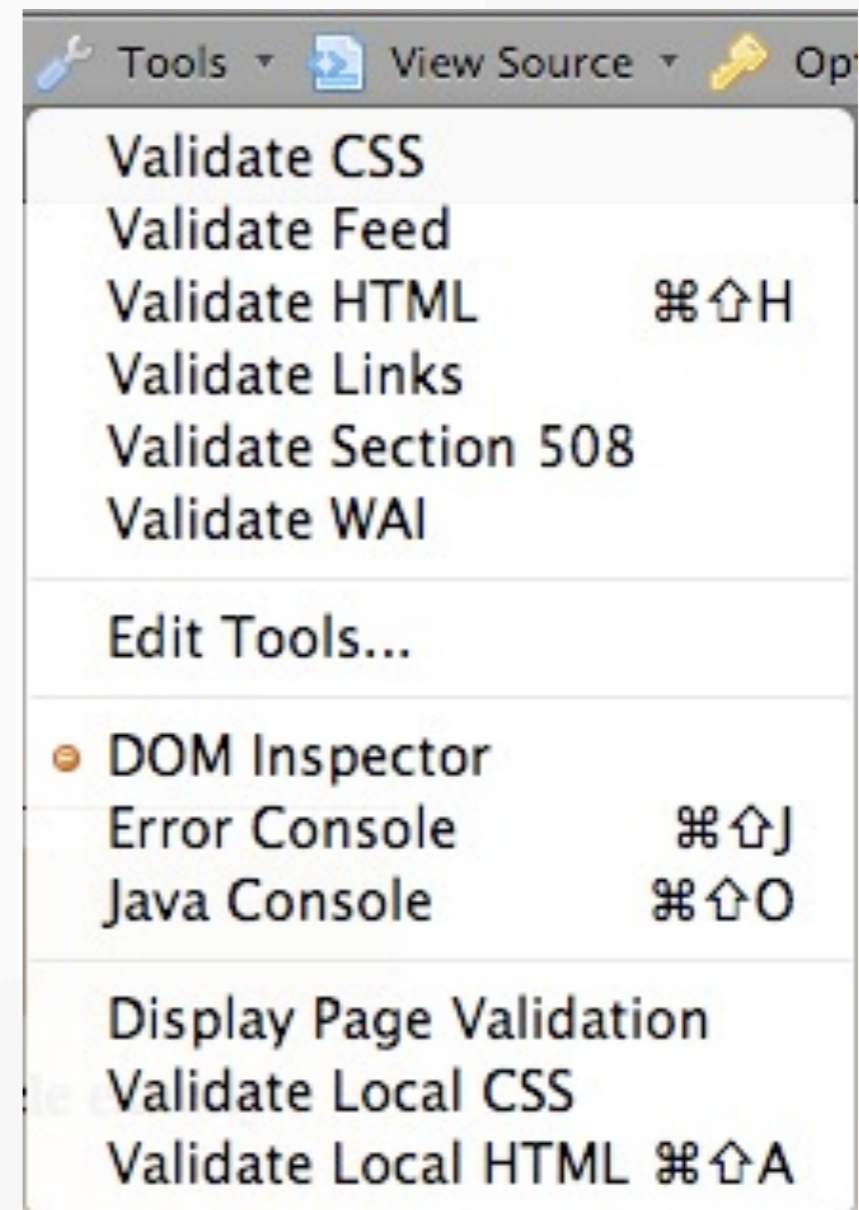 Tools View Source Op
Validate CSS
Validate Feed
Validate HTML ⌘⇧H
Validate Links
Validate Section 508
Validate WAI
Edit Tools...
DOM Inspector
Error Console ⌘⇧J
Java Console ⌘⇧O
Display Page Validation
Validate Local CSS
Validate Local HTML ⌘⇧A